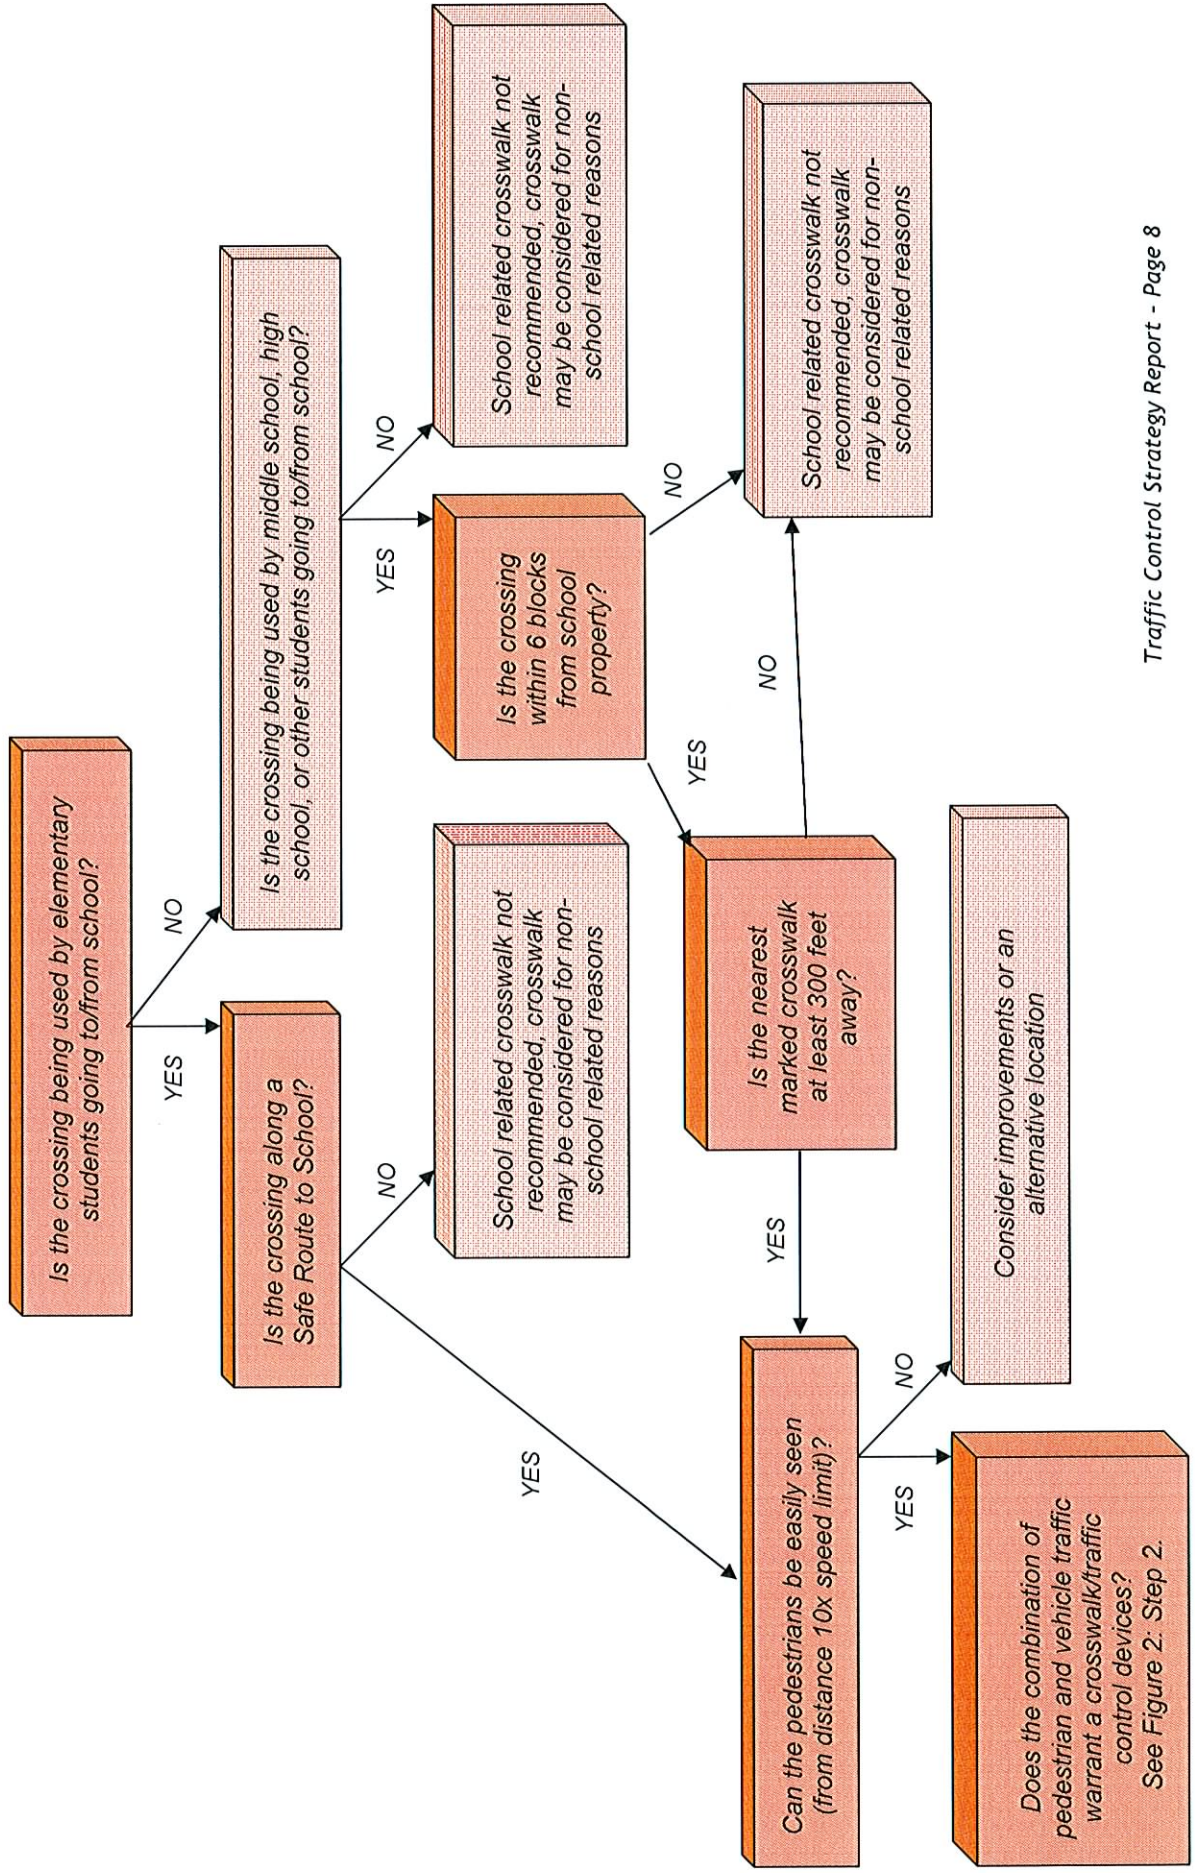 Is the crossing being used by elementary
students going to/from school?
YES
NO
Is the crossing along a
Safe Route to School?
Is the crossing being used by middle school, high
school, or other students going to/from school?
YES
NO
YES
NO
School related crosswalk not
recommended, crosswalk
may be considered for non-
school related reasons
Is the crossing
within 6 blocks
from school
property?
School related crosswalk not
recommended, crosswalk
may be considered for non-
school related reasons
YES
NO
Is the nearest
marked crosswalk
at least 300 feet
away?
YES
NO
School related crosswalk not
recommended, crosswalk
may be considered for non-
school related reasons
Can the pedestrians be easily seen
(from distance 10x speed limit)?
YES
NO
Does the combination of
pedestrian and vehicle traffic
warrant a crosswalk/traffic
control devices?
See Figure 2: Step 2.
Consider improvements or an
alternative location
Traffic Control Strategy Report - Page 8